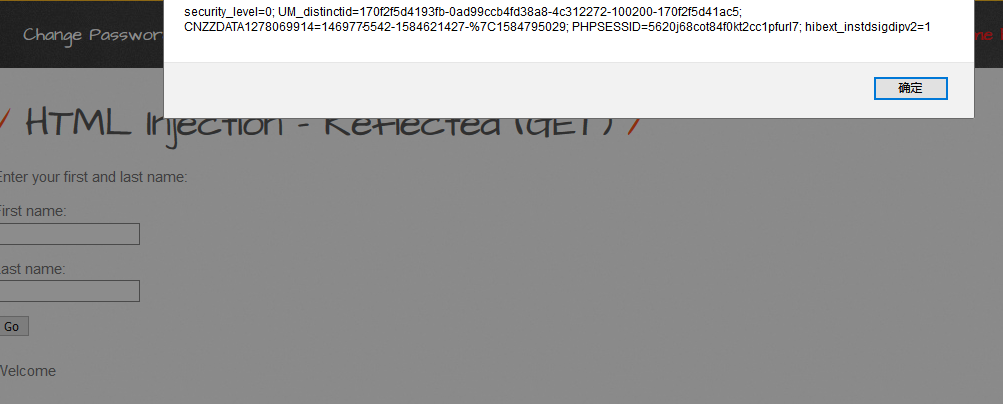 security_level=0; UM_distinctid=170f2f5d4193fb-0ad99ccb4fd38a8-4c312272-100200-170f2f5d41ac5;
CNZZDATA1278069914=1469775542-1584621427-%7C1584795029; PHPSESSID=5620j68cot84f0kt2cc1pfurl7; hibext_instdsigdipv2=1
确定
Change Passwor
/ HTML Injection - Reflected (GET) /
Enter your first and last name:
First name:
Last name:
Go
Welcome